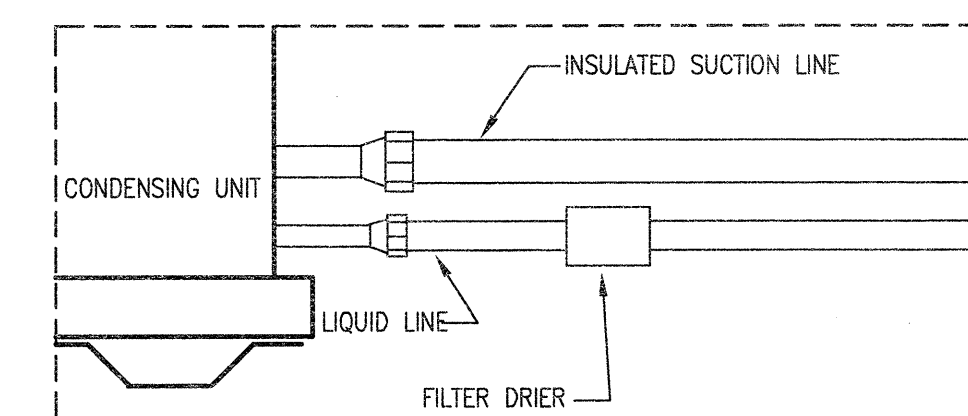 INSULATED SUCTION LINE
CONDENSING UNIT
LIQUID LINE
FILTER DRIER